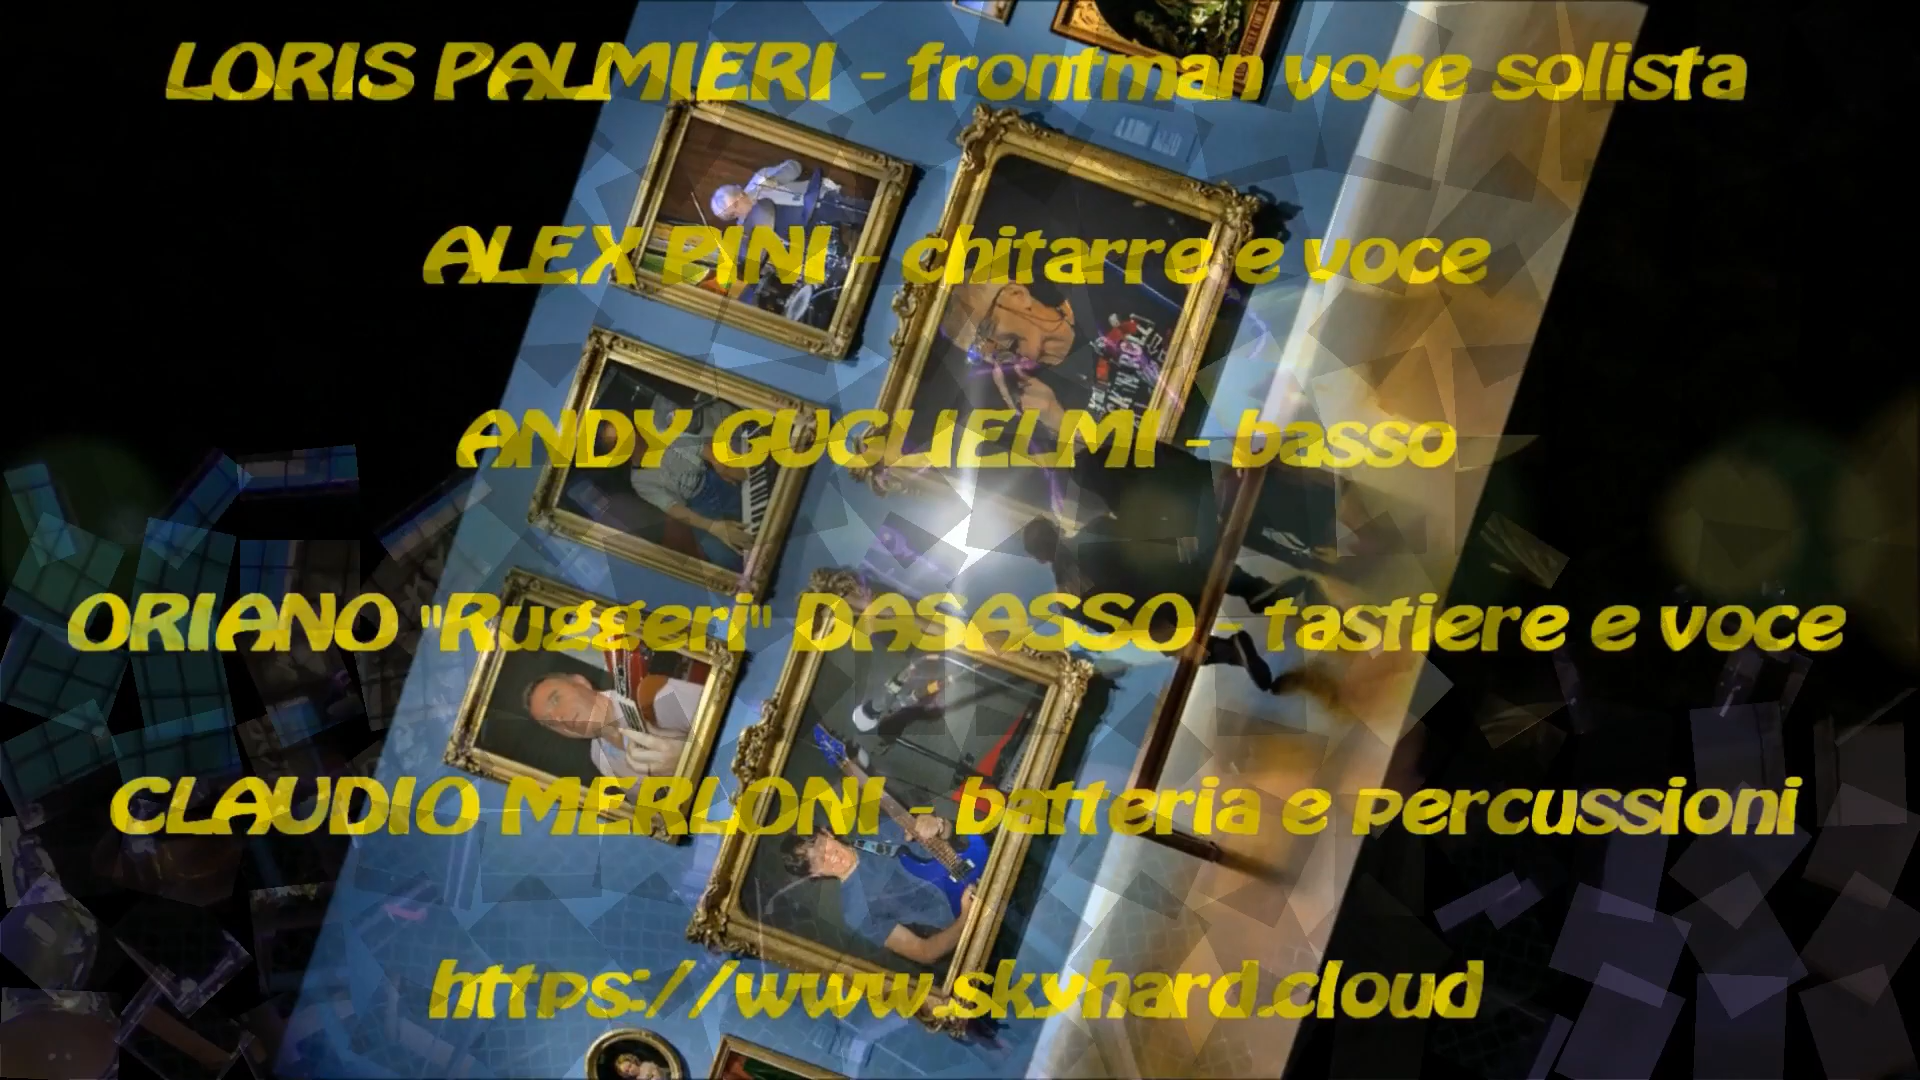 LORIS PALMIERI - frontman voce solista
ALEX PINI - chitarre e voce
ANDY GUGLIELMI - basso
ORIANO "Ruggeri" DASASSO - tastiere e voce
CLAUDIO MERLONI - batteria e percussioni
https://www.skyhard.cloud